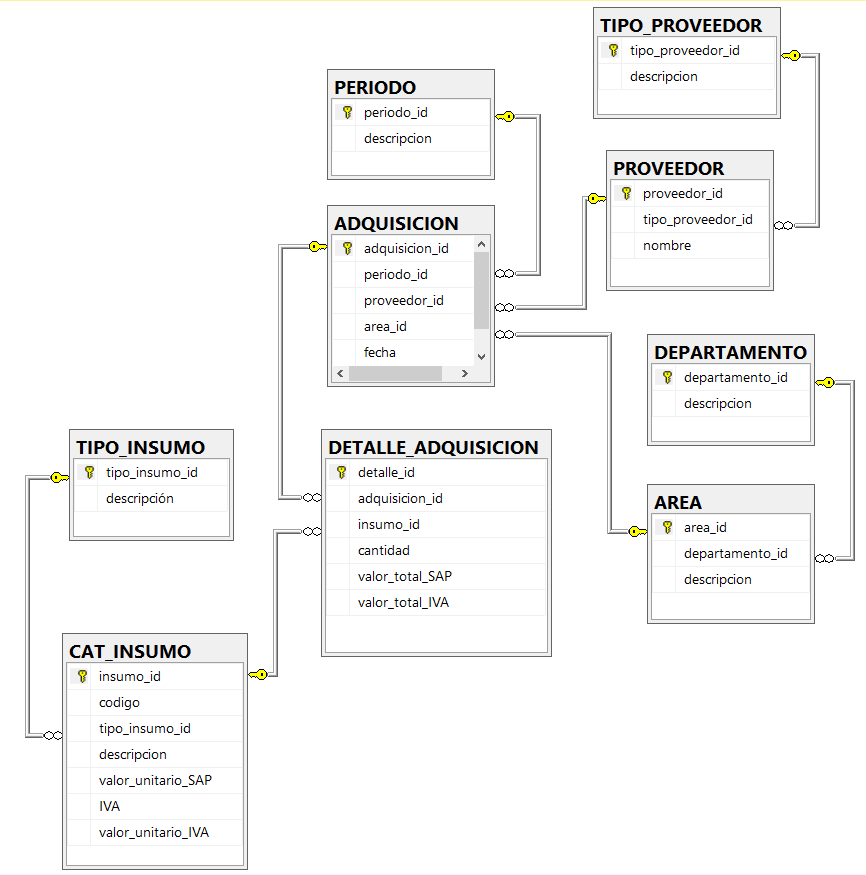 TIPO_PROVEEDOR
tipo_proveedor_id
descripcion
PERIODO
periodo_id
descripcion
PROVEEDOR
proveedor_id
tipo_proveedor_id
nombre
ADQUISICION
adquisicion_id
periodo_id
proveedor_id
area_id
fecha
DEPARTAMENTO
departamento_id
descripcion
TIPO_INSUMO
tipo_insumo_id
descripción
DETALLE_ADQUISICION
detalle_id
adquisicion_id
insumo_id
cantidad
valor_total_SAP
valor_total_IVA
AREA
area_id
departamento_id
descripcion
CAT_INSUMO
insumo_id
codigo
tipo_insumo_id
descripcion
valor_unitario_SAP
IVA
valor_unitario_IVA